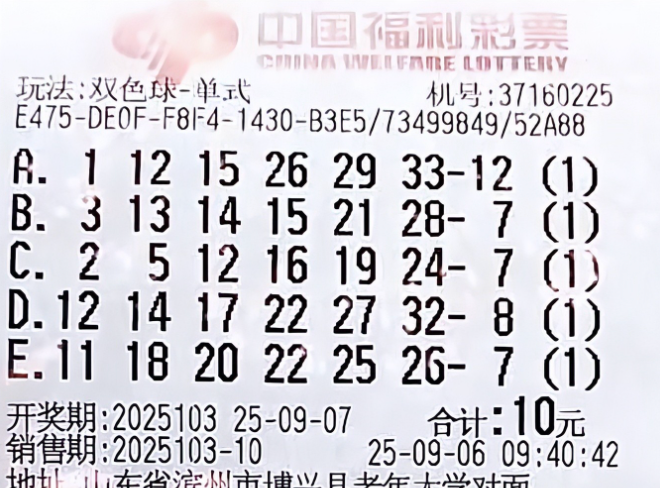 中国福利彩票
CHINA WELFARE LOTTERY
玩法:双色球-单式 机号:37160225
E475-DE0F-F8F4-1430-B3E5/73499849/52A88
A. 1 12 15 26 29 33-12 (1)
B. 3 13 14 15 21 28- 7 (1)
C. 2 5 12 16 19 24- 7 (1)
D.12 14 17 22 27 32- 8 (1)
E.11 18 20 22 25 26- 7 (1)
开奖期:2025103 25-09-07 合计:10元
销售期:2025103-10 25-09-06 09:40:42
地址:山东省滨州市博兴县老年大学对面